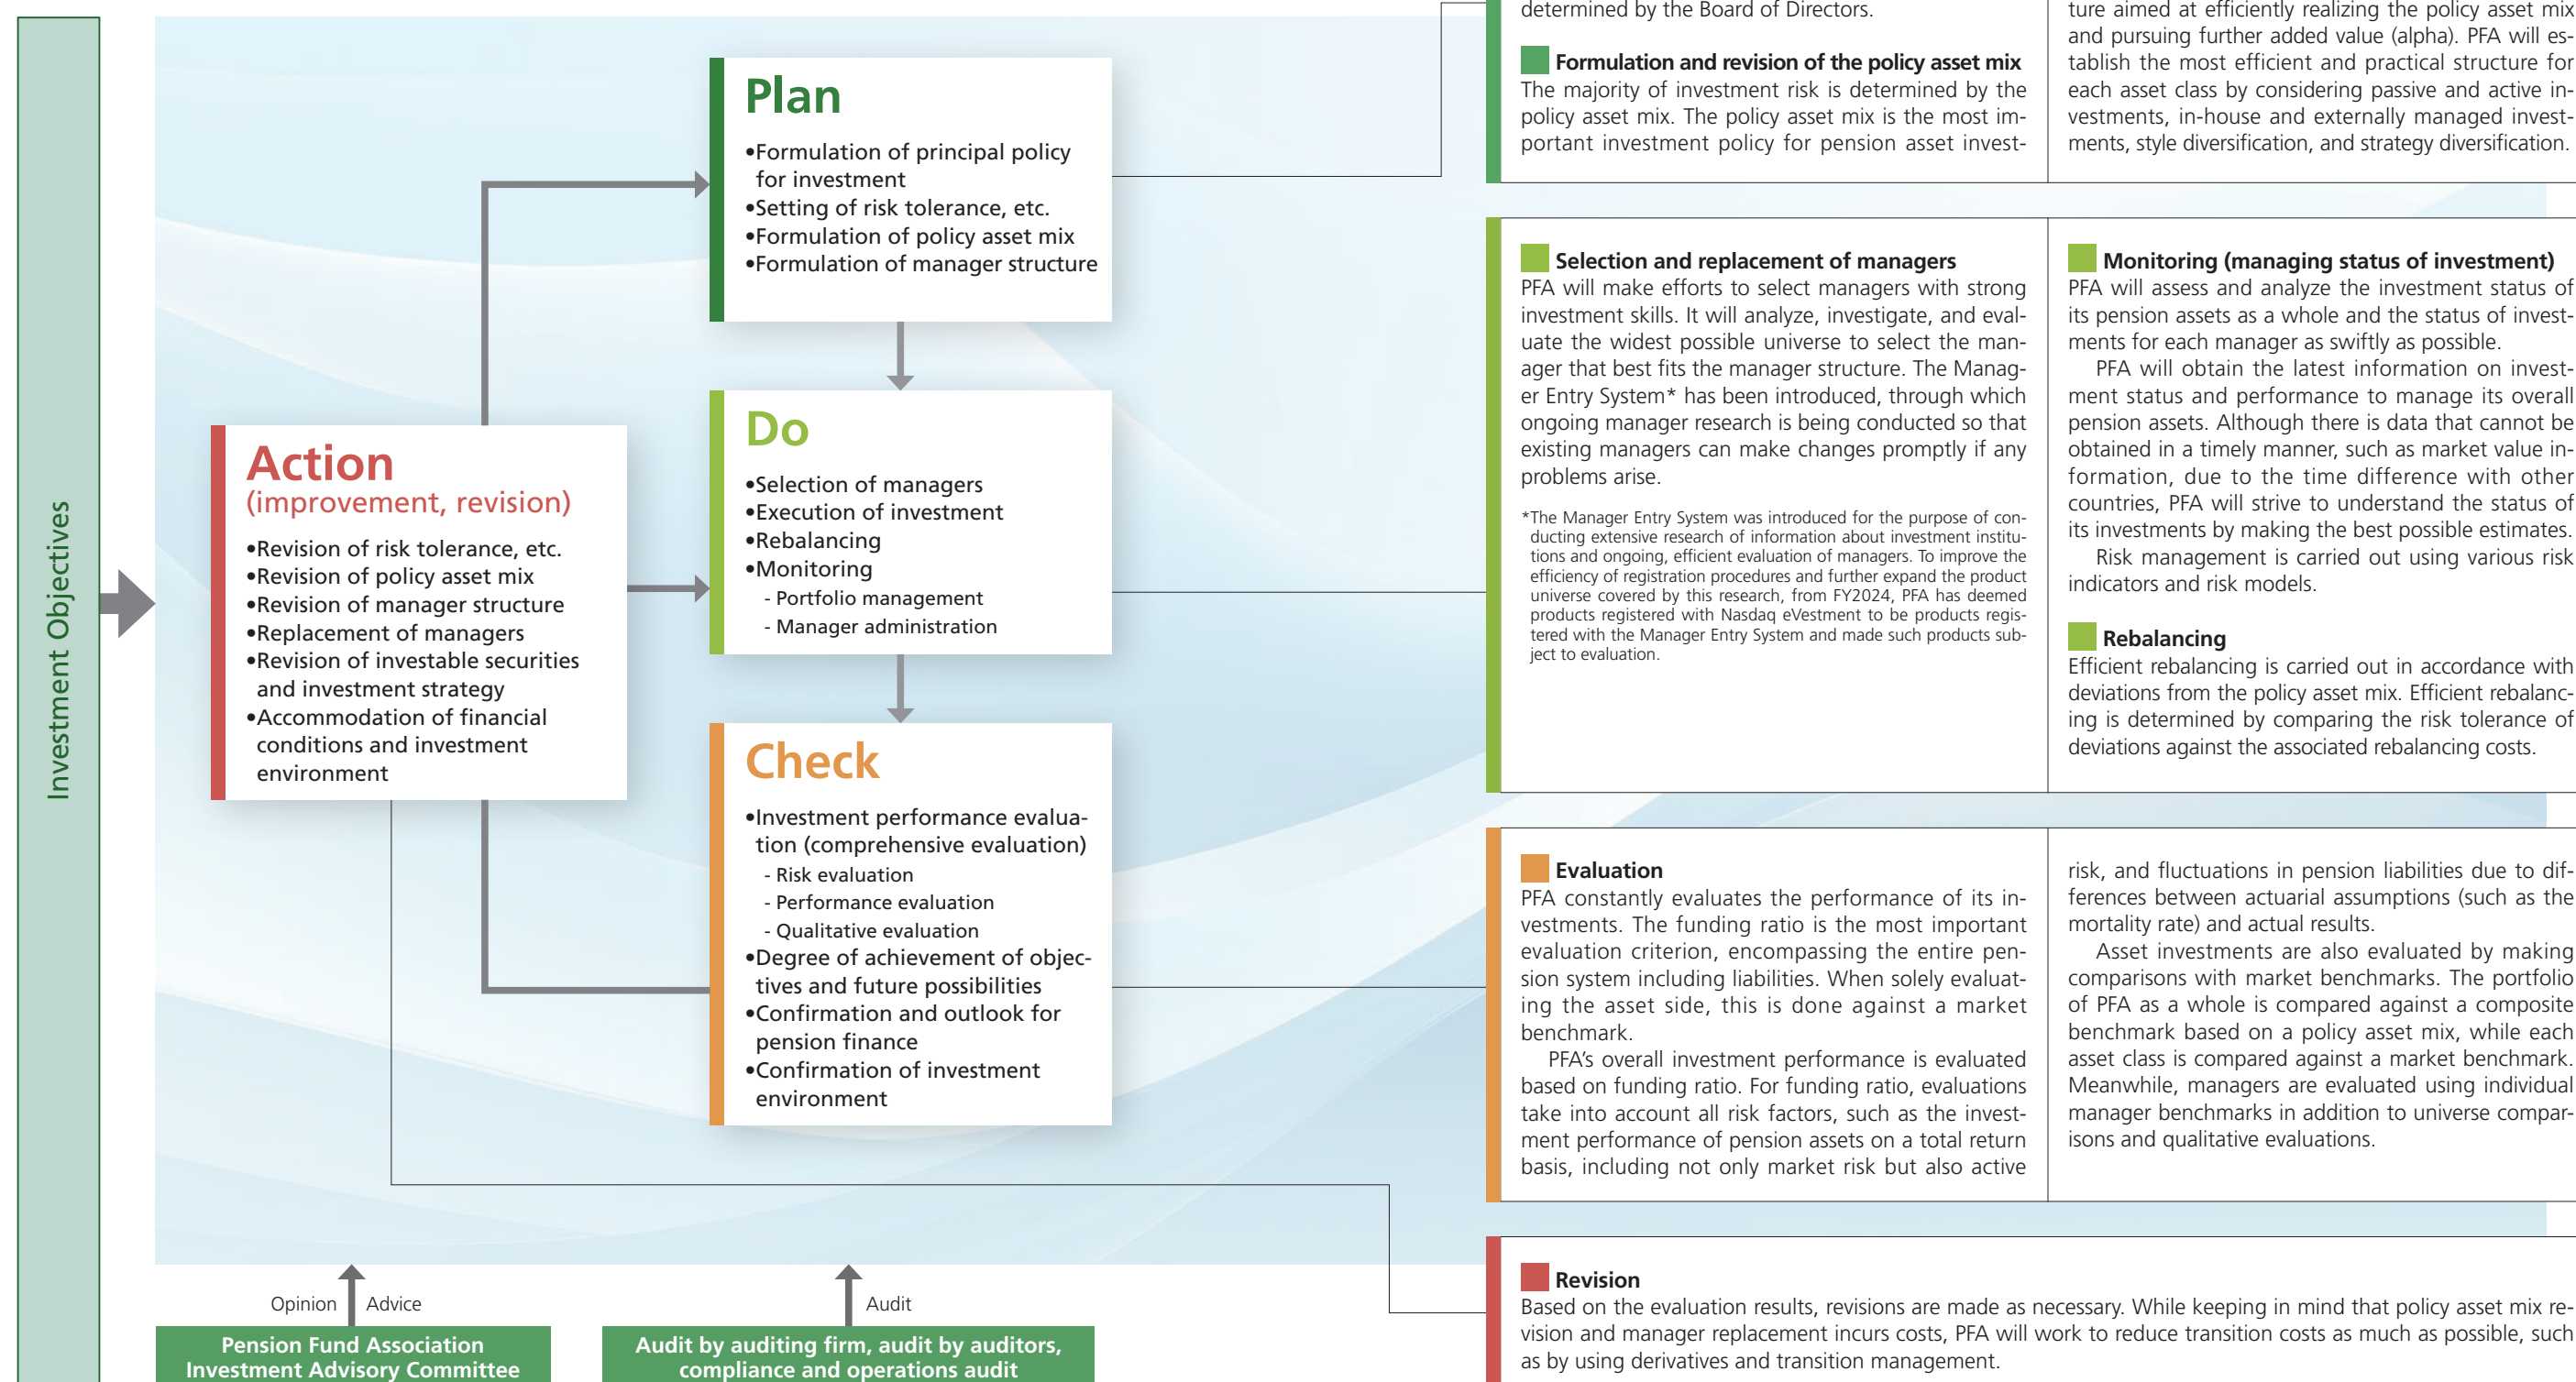 Investment Objectives
Plan
•Formulation of principal policy
for investment
•Setting of risk tolerance, etc.
•Formulation of policy asset mix
•Formulation of manager structure
Action
(improvement, revision)
•Revision of risk tolerance, etc.
•Revision of policy asset mix
•Revision of manager structure
•Replacement of managers
•Revision of investable securities
and investment strategy
•Accommodation of financial
conditions and investment
environment
Do
•Selection of managers
•Execution of investment
•Rebalancing
•Monitoring
- Portfolio management
- Manager administration
Check
•Investment performance evalua-
tion (comprehensive evaluation)
- Risk evaluation
- Performance evaluation
- Qualitative evaluation
•Degree of achievement of objec-
tives and future possibilities
•Confirmation and outlook for
pension finance
•Confirmation of investment
environment
Opinion
Advice
Audit
Pension Fund Association
Investment Advisory Committee
Audit by auditing firm, audit by auditors,
compliance and operations audit
determined by the Board of Directors.
Formulation and revision of the policy asset mix
The majority of investment risk is determined by the
policy asset mix. The policy asset mix is the most im-
portant investment policy for pension asset invest-
ture aimed at efficiently realizing the policy asset mix
and pursuing further added value (alpha). PFA will es-
tablish the most efficient and practical structure for
each asset class by considering passive and active in-
vestments, in-house and externally managed invest-
ments, style diversification, and strategy diversification.
Selection and replacement of managers
PFA will make efforts to select managers with strong
investment skills. It will analyze, investigate, and eval-
uate the widest possible universe to select the man-
ager that best fits the manager structure. The Manag-
er Entry System* has been introduced, through which
ongoing manager research is being conducted so that
existing managers can make changes promptly if any
problems arise.
*The Manager Entry System was introduced for the purpose of con-
ducting extensive research of information about investment institu-
tions and ongoing, efficient evaluation of managers. To improve the
efficiency of registration procedures and further expand the product
universe covered by this research, from FY2024, PFA has deemed
products registered with Nasdaq eVestment to be products regis-
tered with the Manager Entry System and made such products sub-
ject to evaluation.
Monitoring (managing status of investment)
PFA will assess and analyze the investment status of
its pension assets as a whole and the status of invest-
ments for each manager as swiftly as possible.
PFA will obtain the latest information on invest-
ment status and performance to manage its overall
pension assets. Although there is data that cannot be
obtained in a timely manner, such as market value in-
formation, due to the time difference with other
countries, PFA will strive to understand the status of
its investments by making the best possible estimates.
Risk management is carried out using various risk
indicators and risk models.
Rebalancing
Efficient rebalancing is carried out in accordance with
deviations from the policy asset mix. Efficient rebalanc-
ing is determined by comparing the risk tolerance of
deviations against the associated rebalancing costs.
Evaluation
PFA constantly evaluates the performance of its in-
vestments. The funding ratio is the most important
evaluation criterion, encompassing the entire pen-
sion system including liabilities. When solely evaluat-
ing the asset side, this is done against a market
benchmark.
PFA's overall investment performance is evaluated
based on funding ratio. For funding ratio, evaluations
take into account all risk factors, such as the invest-
ment performance of pension assets on a total return
basis, including not only market risk but also active
risk, and fluctuations in pension liabilities due to dif-
ferences between actuarial assumptions (such as the
mortality rate) and actual results.
Asset investments are also evaluated by making
comparisons with market benchmarks. The portfolio
of PFA as a whole is compared against a composite
benchmark based on a policy asset mix, while each
asset class is compared against a market benchmark.
Meanwhile, managers are evaluated using individual
manager benchmarks in addition to universe compar-
isons and qualitative evaluations.
Revision
Based on the evaluation results, revisions are made as necessary. While keeping in mind that policy asset mix re-
vision and manager replacement incurs costs, PFA will work to reduce transition costs as much as possible, such
as by using derivatives and transition management.